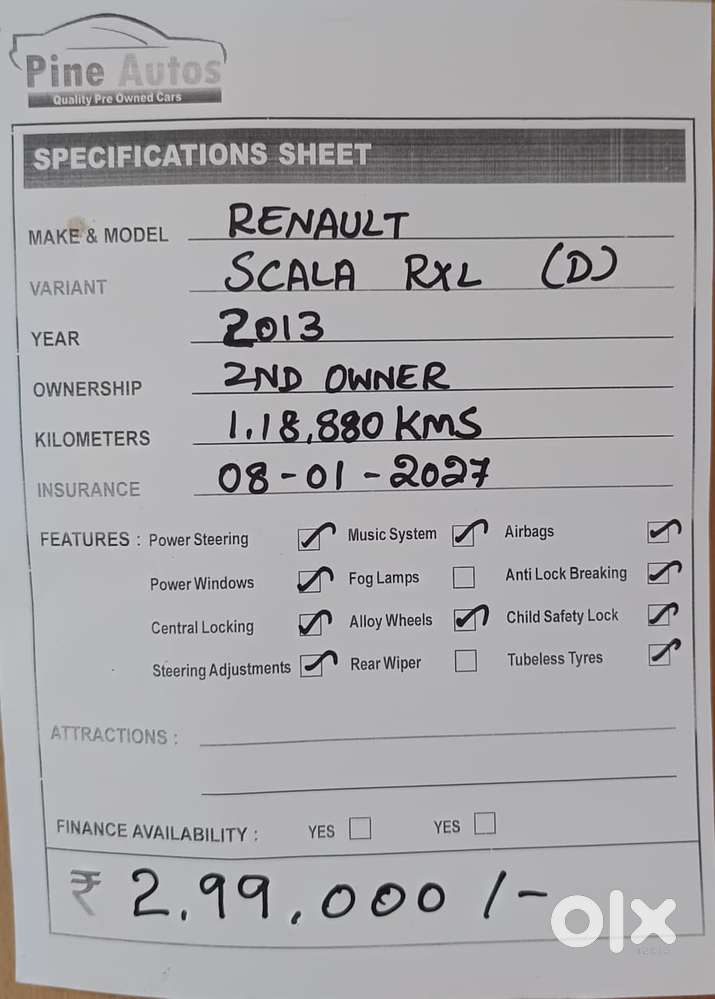 Pine Autos
Quality Pre Owned Cars
SPECIFICATIONS SHEET
MAKE & MODEL RENAULT
VARIANT SCALA RXL (D)
YEAR 2013
OWNERSHIP 2ND OWNER
KILOMETERS 1.18,880 KMS
INSURANCE 08-01-2027
FEATURES : Power Steering Music System Airbags
Power Windows Fog Lamps Anti Lock Breaking
Central Locking Alloy Wheels Child Safety Lock
Steering Adjustments Rear Wiper Tubeless Tyres
ATTRACTIONS :
FINANCE AVAILABILITY : YES YES
₹ 2.99,000/-
olx